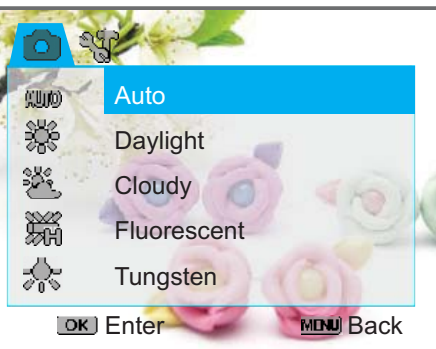 AUTO Auto
Daylight
Cloudy
H Fluorescent
Tungsten
OK Enter MENU Back